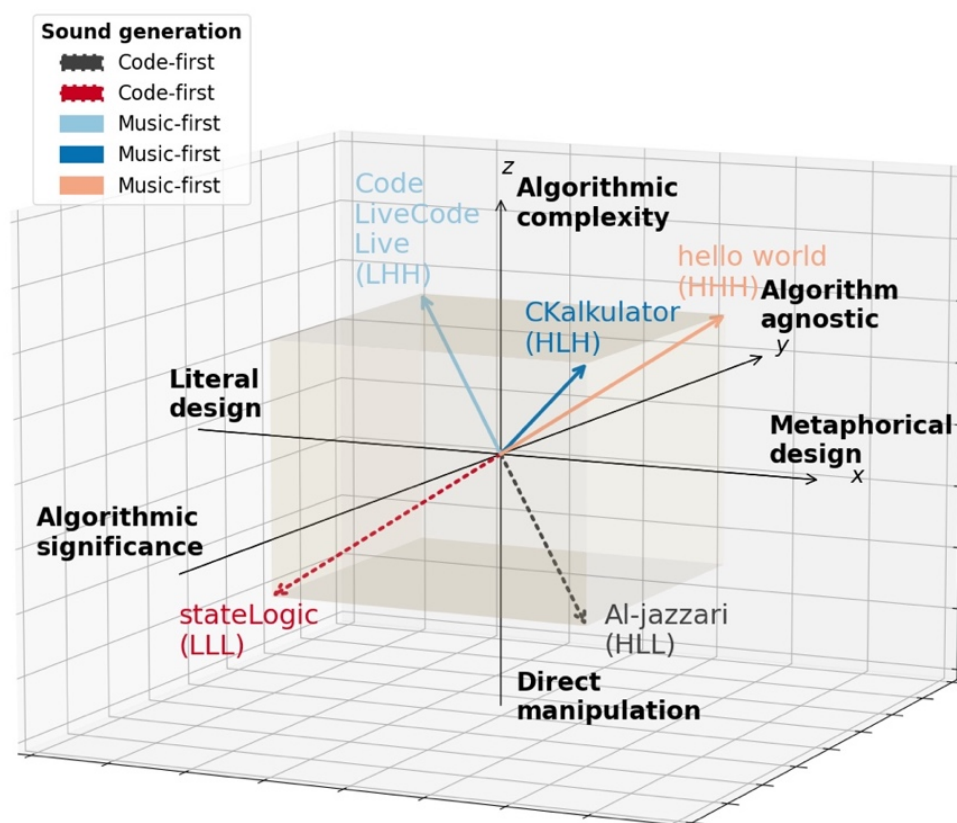 Sound generation
Code-first
Code-first
Music-first
Music-first
Music-first
z
Algorithmic
complexity
Code
LiveCode
Live
(LHH)
hello world
(HHH)
Algorithm
agnostic
y
CKalkulator
(HLH)
Literal
design
Metaphorical
design
x
Algorithmic
significance
stateLogic
(LLL)
Al-jazzari
(HLL)
Direct
manipulation